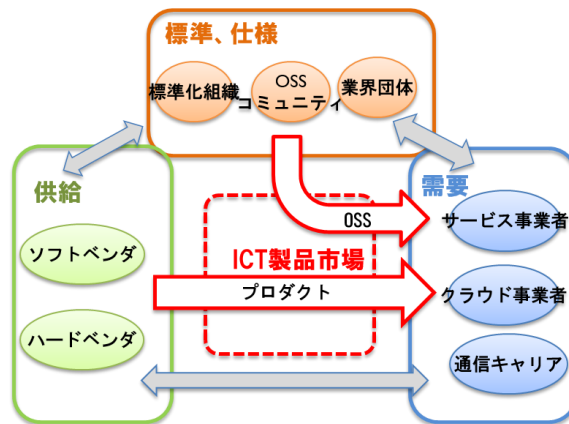 標準、仕様
標準化組織
OSS
コミュニティ
業界団体
供給
ソフトベンダ
ハードベンダ
OSS
ICT製品市場
プロダクト
需要
サービス事業者
クラウド事業者
通信キャリア